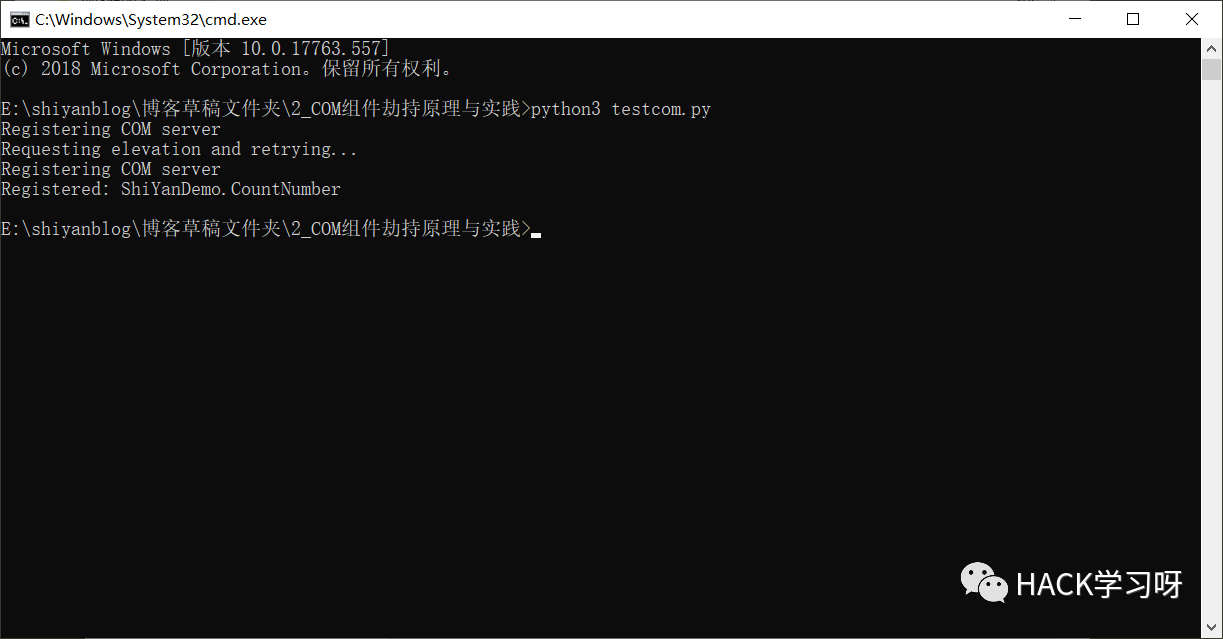 C:\Windows\System32\cmd.exe
Microsoft Windows [版本 10.0.17763.557]
(c) 2018 Microsoft Corporation。保留所有权利。
E:\shiyanblog\博客草稿文件夹\2_COM组件劫持原理与实践>python3 testcom.py
Registering COM server
Requesting elevation and retrying...
Registering COM server
Registered: ShiYanDemo.CountNumber
E:\shiyanblog\博客草稿文件夹\2_COM组件劫持原理与实践>
HACK学习呀